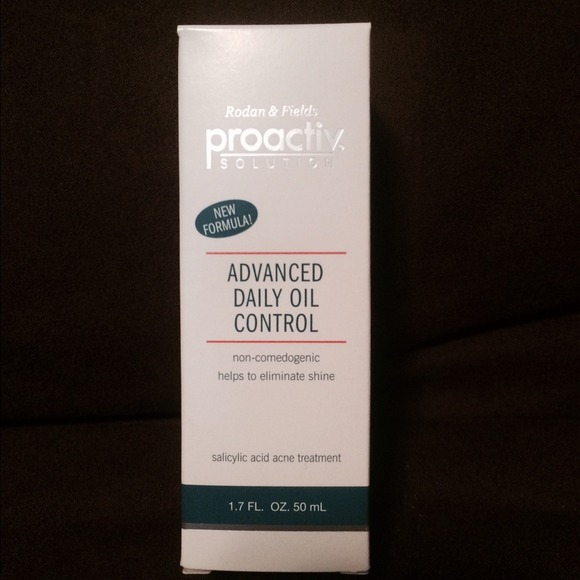 Rodan & Fields
proactiv
SOLUTION
NEW
FORMULA!
ADVANCED
DAILY OIL
CONTROL
non-comedogenic
helps to eliminate shine
salicylic acid acne treatment
1.7 FL. OZ. 50 mL